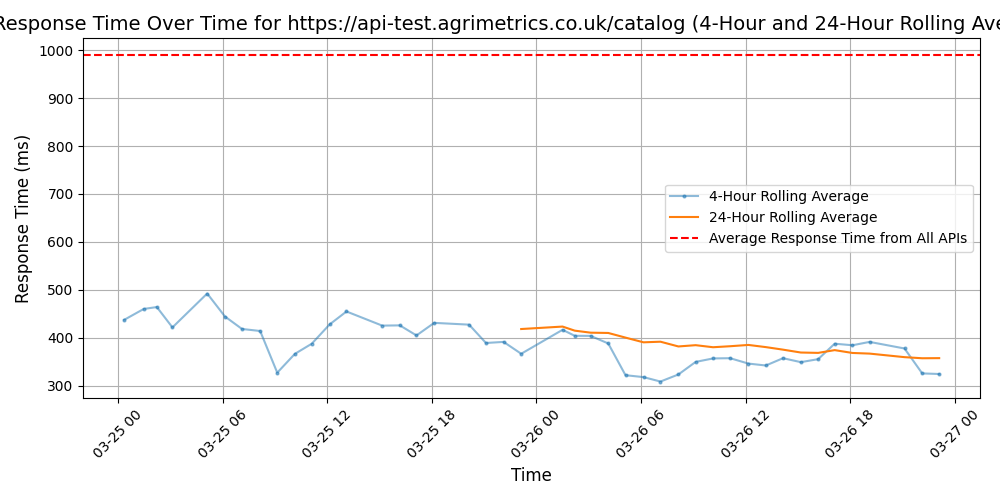 Response Time Over Time for https://api-test.agrimetrics.co.uk/catalog (4-Hour and 24-Hour Rolling Ave
Response Time (ms)
1000
900
800
700
600
500
400
300
4-Hour Rolling Average
24-Hour Rolling Average
Average Response Time from All APIs
03-25 00
03-25 06
03-25 12
03-25 18
03-26 00
03-26 06
03-26 12
03-26 18
03-27 00
Time